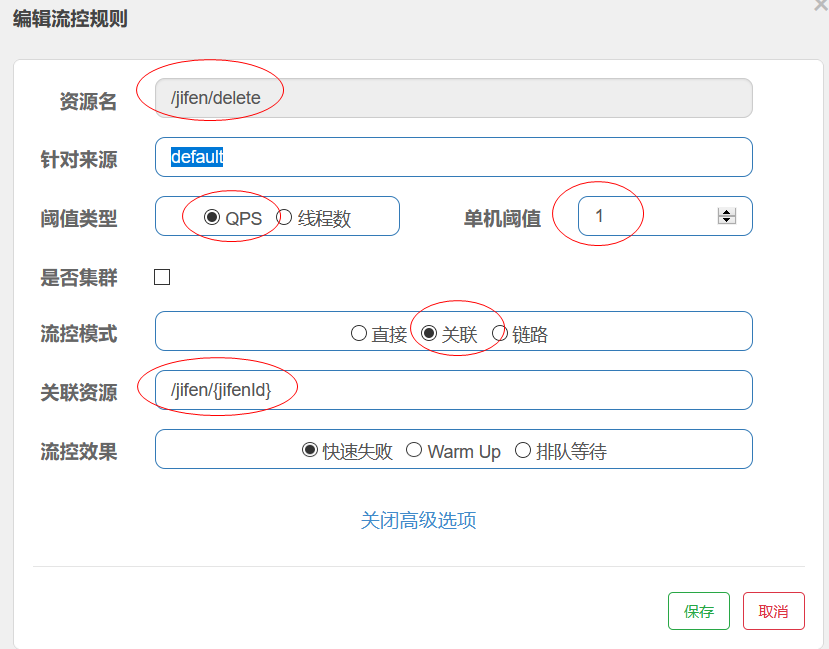 编辑流控规则 ×
资源名 /jifen/delete
针对来源 default
阈值类型 QPS 线程数 单机阈值 1
是否集群
流控模式 直接 关联 链路
关联资源 /jifen/{jifenId}
流控效果 快速失败 Warm Up 排队等待
关闭高级选项
保存 取消